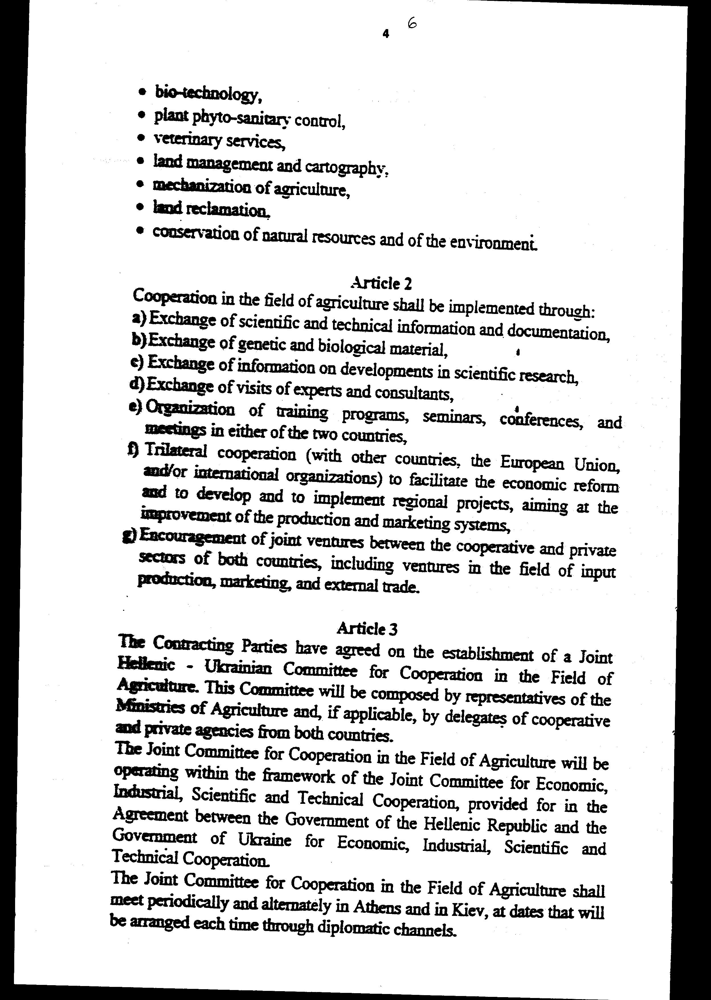 6
4
• bio-technology,
• plant phyto-sanitary control,
• veterinary services,
• land management and cartography,
• mechanization of agriculture,
• land reclamation,
• conservation of natural resources and of the environment.
Article 2
Cooperation in the field of agriculture shall be implemented through:
a) Exchange of scientific and technical information and documentation,
b) Exchange of genetic and biological material,
c) Exchange of information on developments in scientific research,
d) Exchange of visits of experts and consultants,
e) Organization of training programs, seminars, conferences, and
meetings in either of the two countries,
f) Trilateral cooperation (with other countries, the European Union,
and/or international organizations) to facilitate the economic reform
and to develop and to implement regional projects, aiming at the
improvement of the production and marketing systems,
g) Encouragement of joint ventures between the cooperative and private
sectors of both countries, including ventures in the field of input
production, marketing, and external trade.
Article 3
The Contracting Parties have agreed on the establishment of a Joint
Hellenic - Ukrainian Committee for Cooperation in the Field of
Agriculture. This Committee will be composed by representatives of the
Ministries of Agriculture and, if applicable, by delegates of cooperative
and private agencies from both countries.
The Joint Committee for Cooperation in the Field of Agriculture will be
operating within the framework of the Joint Committee for Economic,
Industrial, Scientific and Technical Cooperation, provided for in the
Agreement between the Government of the Hellenic Republic and the
Government of Ukraine for Economic, Industrial, Scientific and
Technical Cooperation.
The Joint Committee for Cooperation in the Field of Agriculture shall
meet periodically and alternately in Athens and in Kiev, at dates that will
be arranged each time through diplomatic channels.